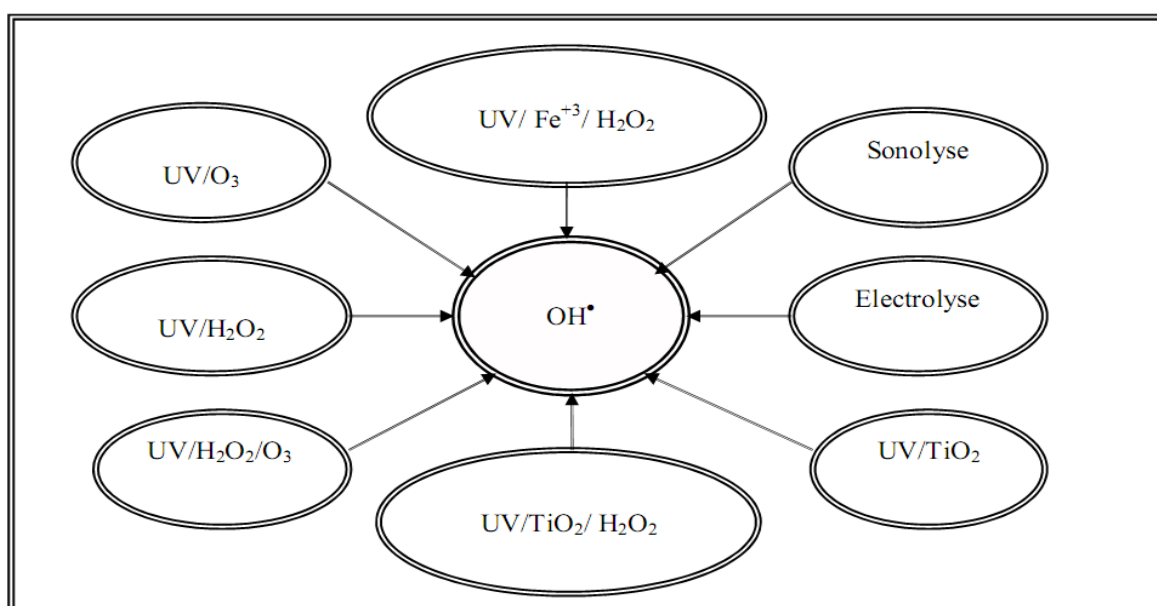 UV/ Fe⁺³/ H₂O₂
Sonolyse
UV/O₃
Electrolyse
OH•
UV/H₂O₂
UV/H₂O₂/O₃
UV/TiO₂
UV/TiO₂/ H₂O₂